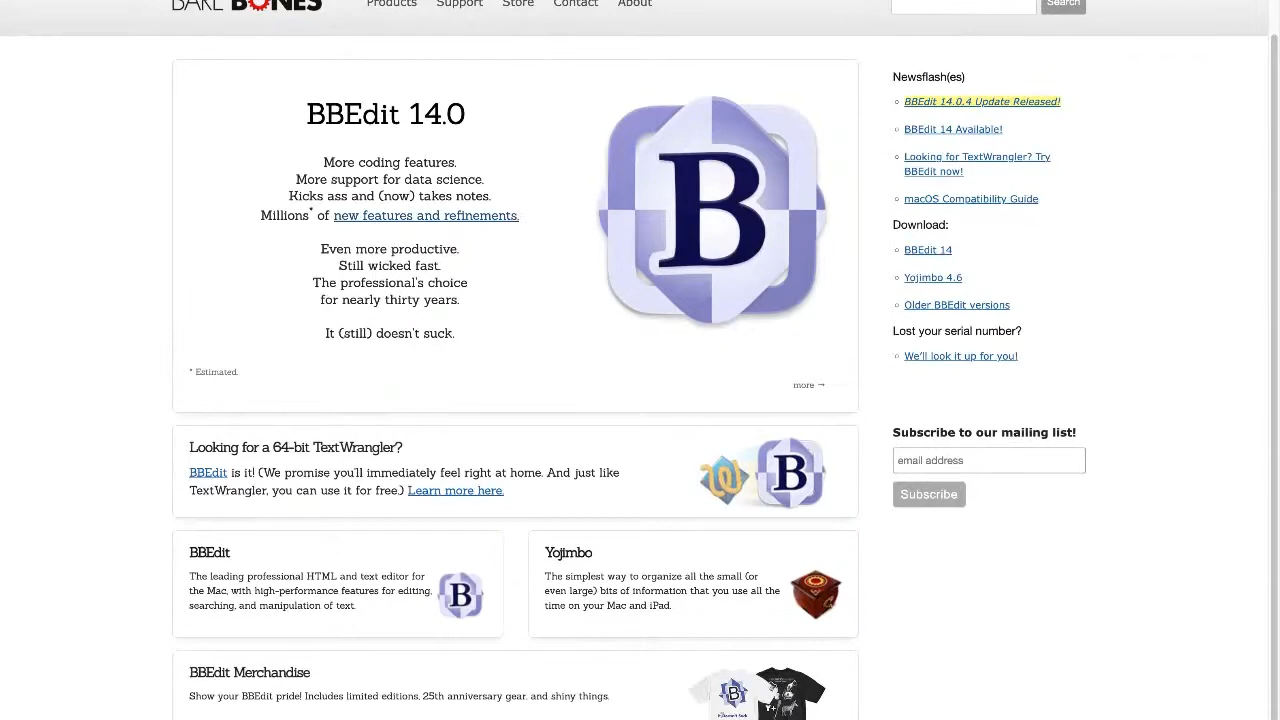 BARE BONES
Products Support Store Contact About
Search
BBEdit 14.0
More coding features.
More support for data science.
Kicks ass and (now) takes notes.
Millions* of new features and refinements.
Even more productive.
Still wicked fast.
The professional's choice
for nearly thirty years.
It (still) doesn't suck.
* Estimated.
more →
Looking for a 64-bit TextWrangler?
BBEdit is it! (We promise you'll immediately feel right at home. And just like
TextWrangler, you can use it for free.) Learn more here.
BBEdit
The leading professional HTML and text editor for
the Mac, with high-performance features for editing,
searching, and manipulation of text.
Yojimbo
The simplest way to organize all the small (or
even large) bits of information that you use all the
time on your Mac and iPad.
BBEdit Merchandise
Show your BBEdit pride! Includes limited editions, 25th anniversary gear, and shiny things.
Newsflash(es)
BBEdit 14.0.4 Update Released!
BBEdit 14 Available!
Looking for TextWrangler? Try
BBEdit now!
macOS Compatibility Guide
Download:
BBEdit 14
Yojimbo 4.6
Older BBEdit versions
Lost your serial number?
We'll look it up for you!
Subscribe to our mailing list!
email address
Subscribe
B
B
B